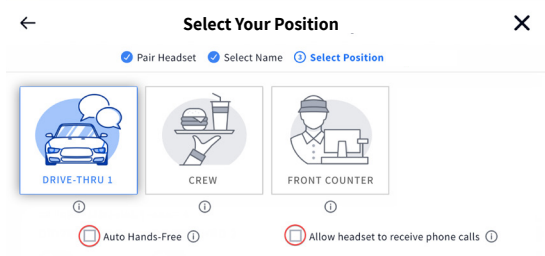 Select Your Position
Pair Headset Select Name 3 Select Position
DRIVE-THRU 1 CREW FRONT COUNTER
i i i
Auto Hands-Free i Allow headset to receive phone calls i